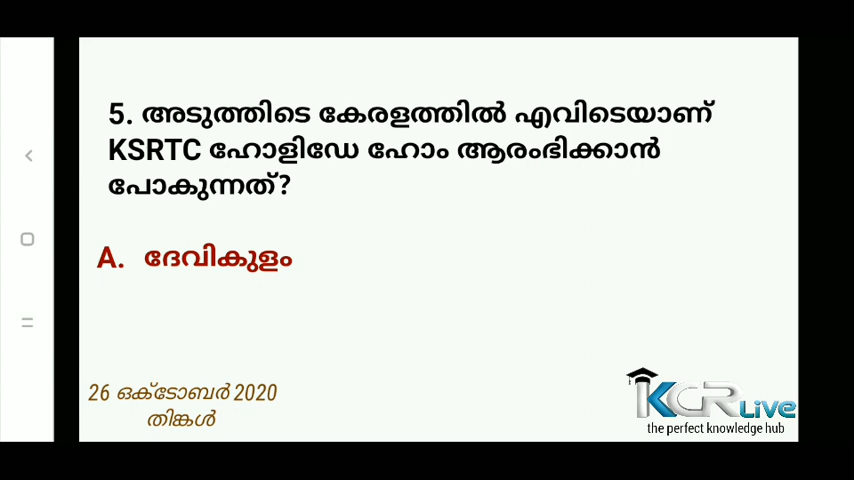 5. അടുത്തിടെ കേരളത്തിൽ എവിടെയാണ്
KSRTC ഹോളിഡേ ഹോം ആരംഭിക്കാൻ
പോകുന്നത്?
A. ദേവികുളം
26 ഒക്ടോബർ 2020
തിങ്കൾ
KCR LIVE
the perfect knowledge hub